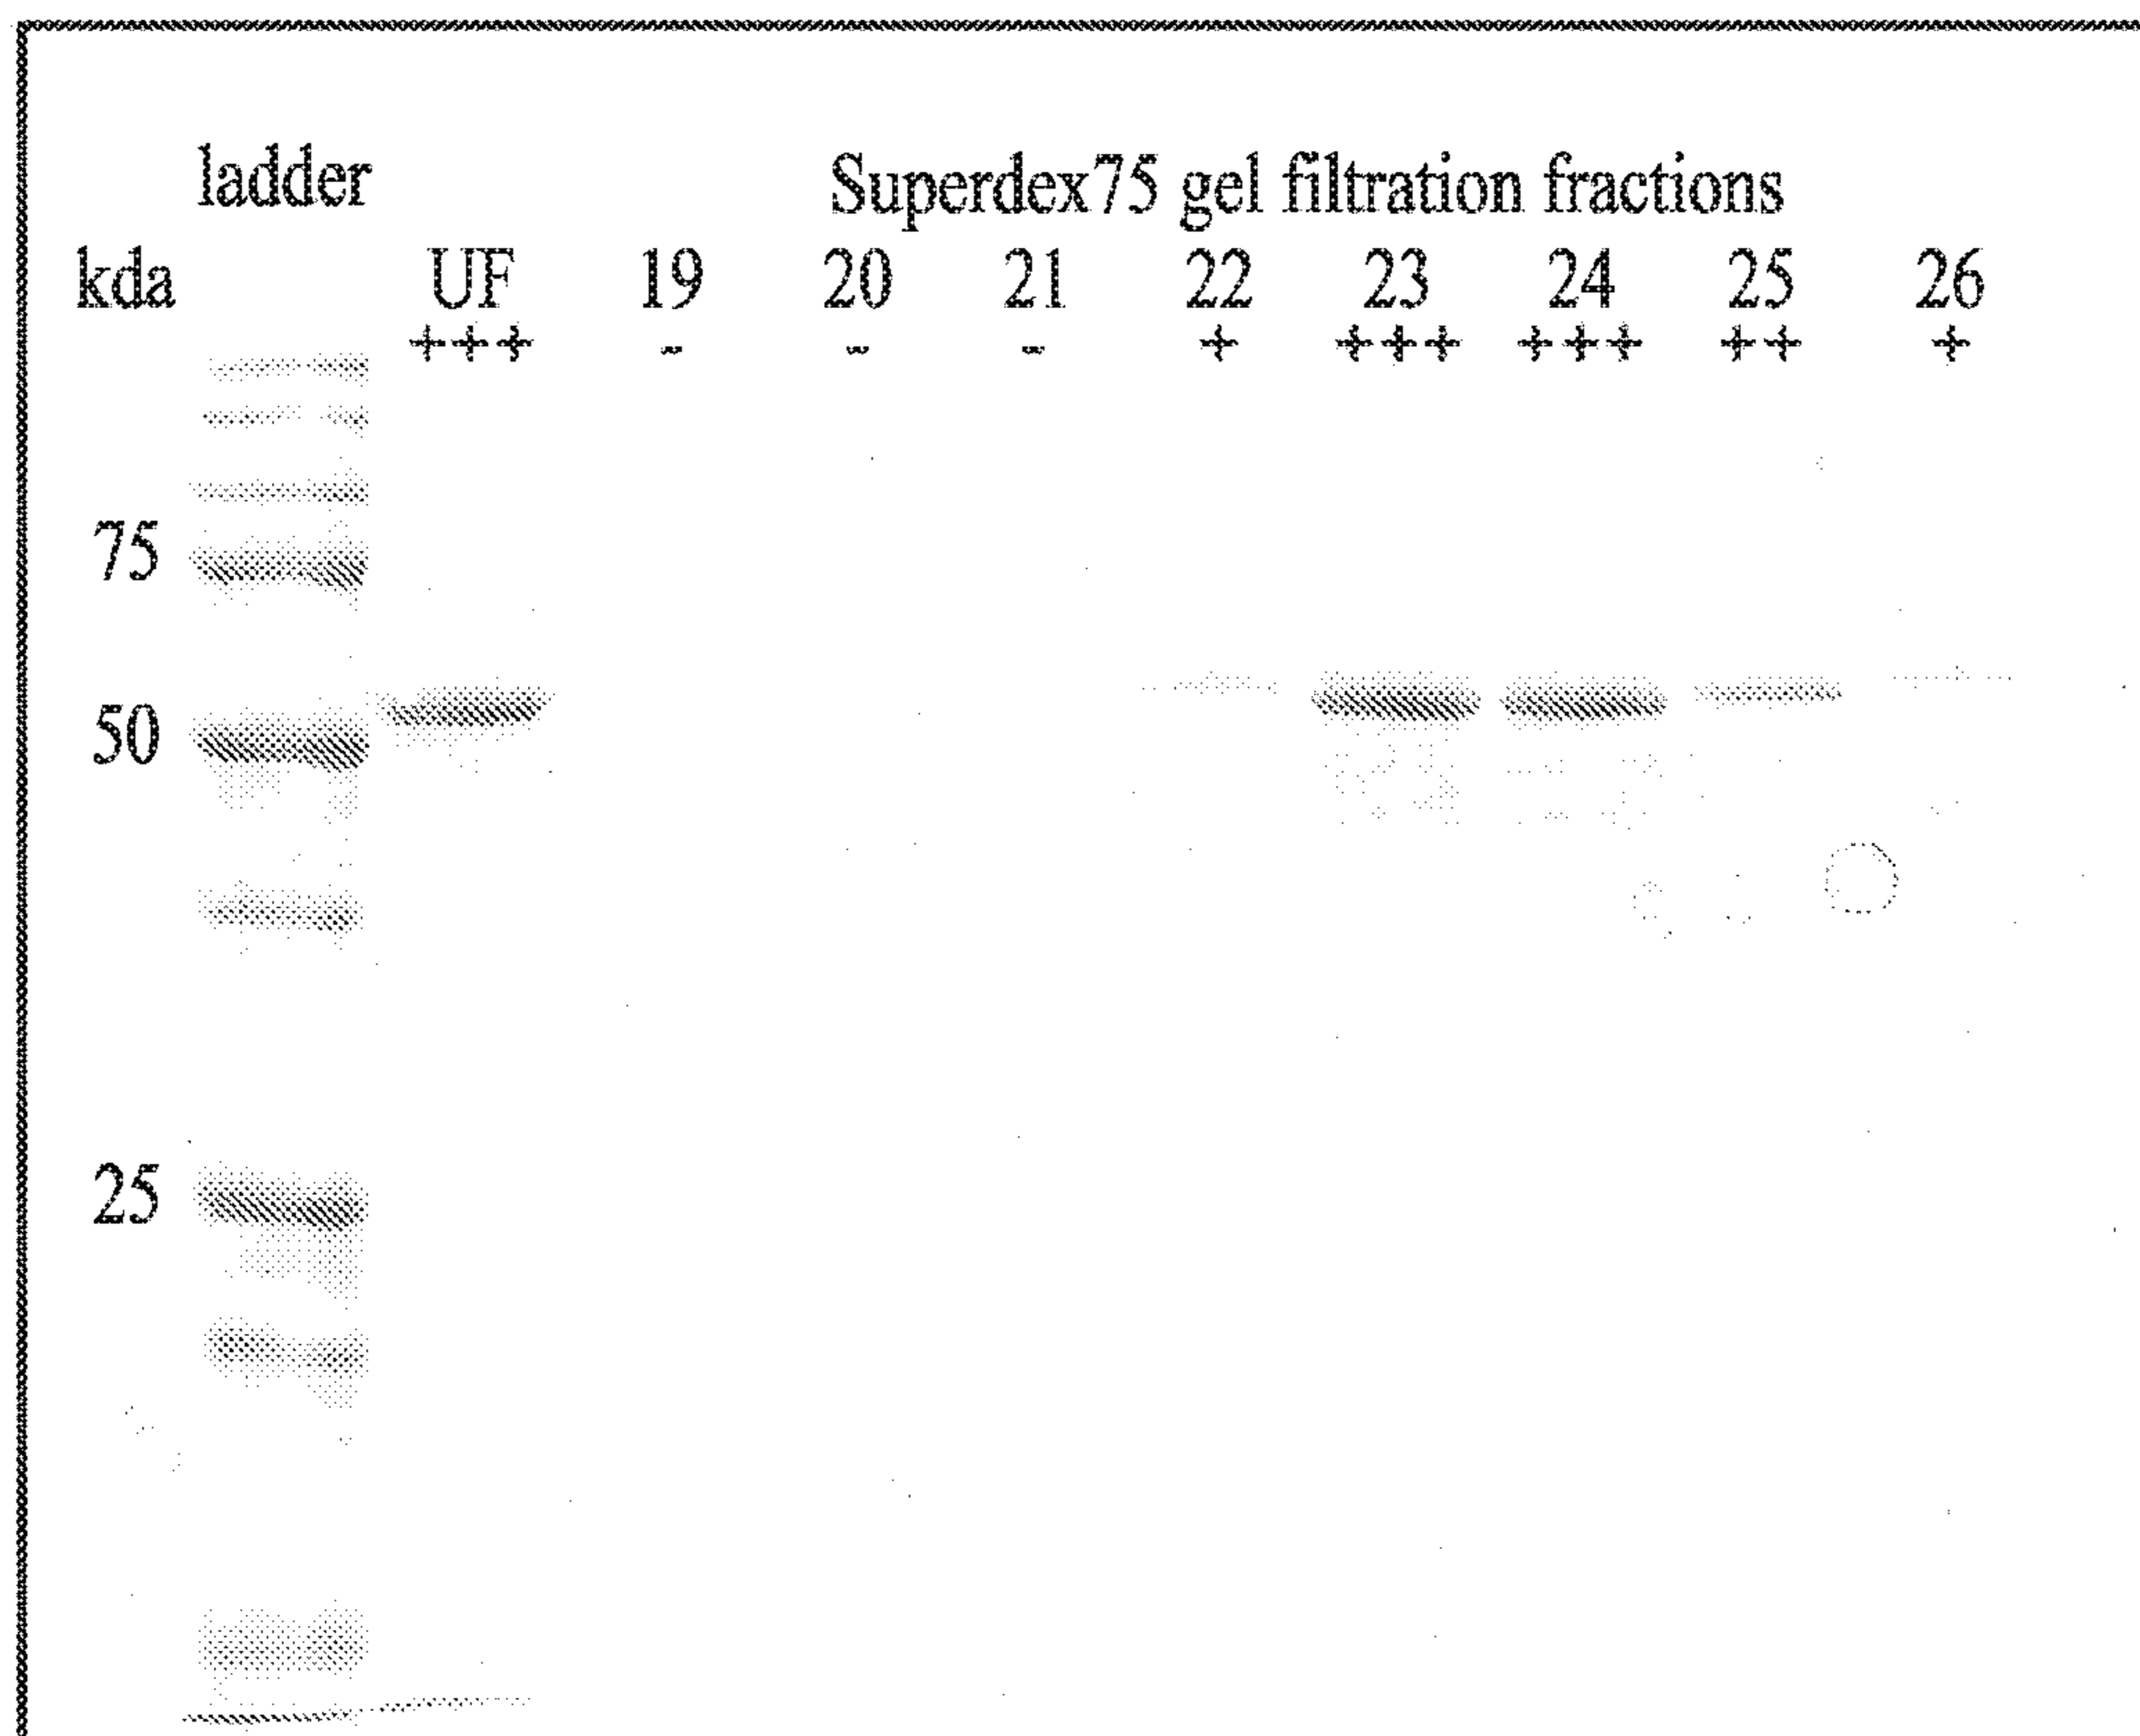 ladder Superdex75 gel filtration fractions
kda UF 19 20 21 22 23 24 25 26
+++ - - - + +++ +++ ++ +
75
50
25